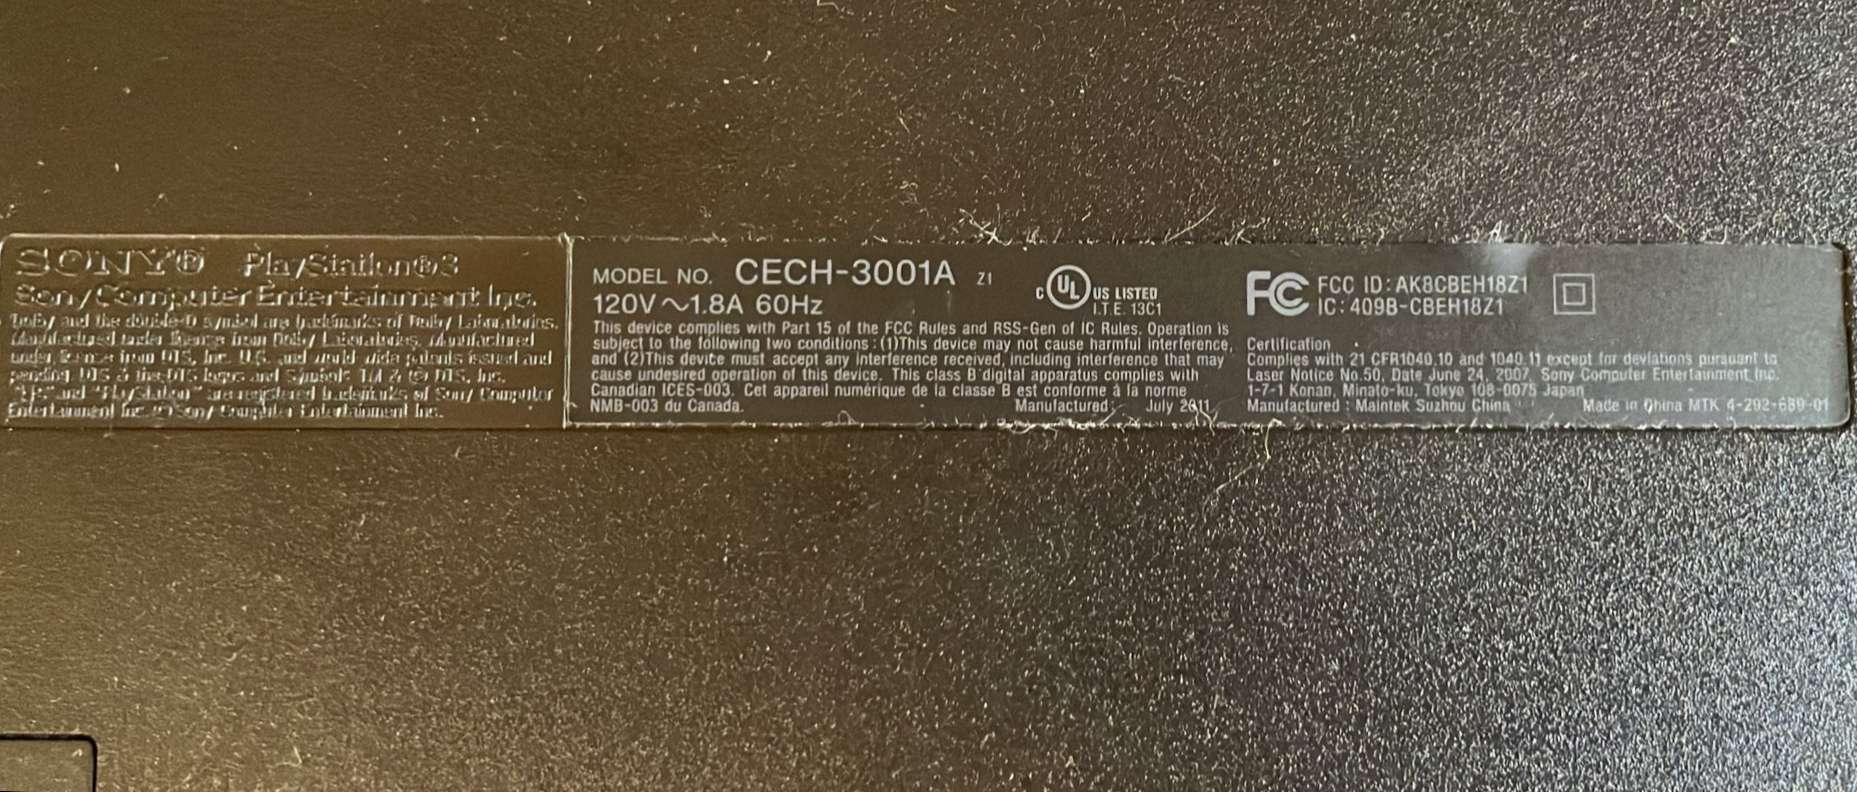 SONY® PlayStation®3
Sony Computer Entertainment Inc.
Dolby and the double-D symbol are trademarks of Dolby Laboratories.
Manufactured under license from Dolby Laboratories. Manufactured
under license from DTS, Inc. U.S. and world wide patents issued and
pending DTS
and "PlayStation" are registered trademarks of Sony Computer
Entertainment Inc. © Sony Computer Entertainment Inc.
MODEL NO. CECH-3001A Z1
120V ~1.8A 60Hz
C UL US LISTED
I.T.E. 13C1
This device complies with Part 15 of the FCC Rules and RSS-Gen of IC Rules. Operation is
subject to the following two conditions : (1)This device may not cause harmful interference,
and (2)This device must accept any interference received, including interference that may
cause undesired operation of this device. This class B digital apparatus complies with
Canadian ICES-003. Cet appareil numérique de la classe B est conforme à la norme
NMB-003 du Canada.
Manufactured: July 2011
FC FCC ID: AK8CBEH18Z1
IC: 409B-CBEH18Z1
Certification
Complies with 21 CFR1040.10 and 1040.11 except for deviations pursuant to
Laser Notice No.50, Date June 24, 2007, Sony Computer Entertainment Inc.
1-7-1 Konan, Minato-ku, Tokyo 108-0075 Japan
Manufactured : Maintek Suzhou China
Made in China MTK 4-292-689-01